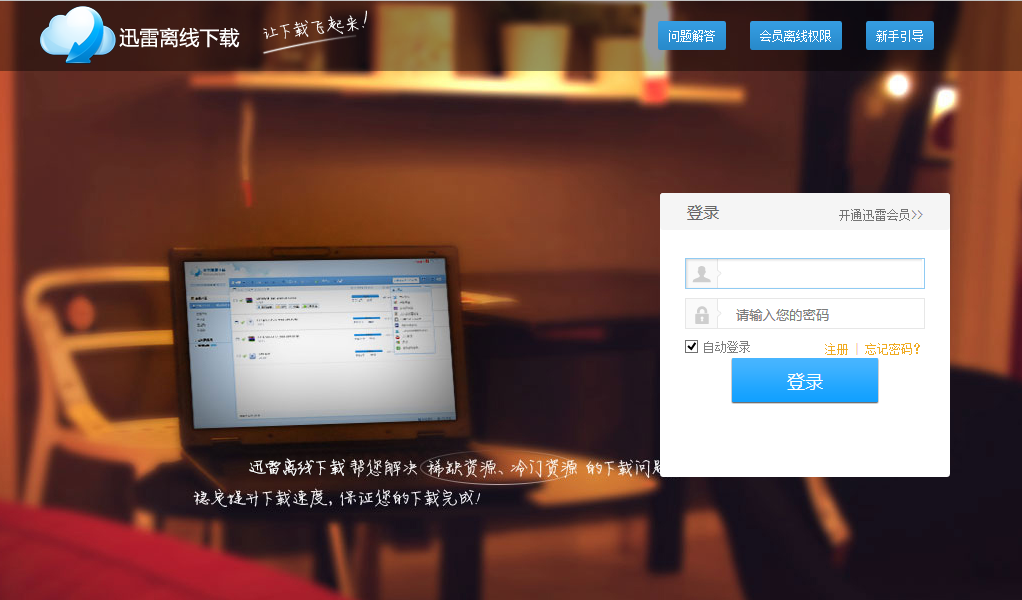 迅雷离线下载
让下载飞起来!
问题解答
会员离线权限
新手引导
登录
开通迅雷会员>>
请输入您的密码
自动登录
注册 | 忘记密码?
登录
迅雷离线下载 帮您解决 稀缺资源、冷门资源 的下载问
稳定提升下载速度, 保证您的下载完成!